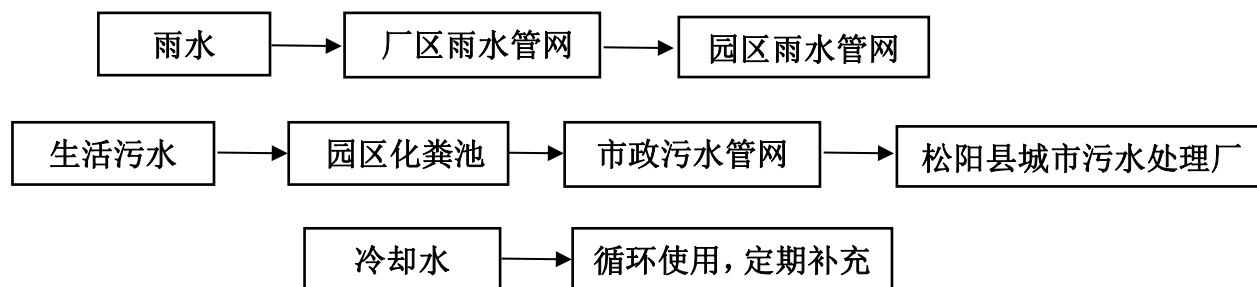 雨水 厂区雨水管网 园区雨水管网
生活污水 园区化粪池 市政污水管网 松阳县城市污水处理厂
冷却水 循环使用，定期补充